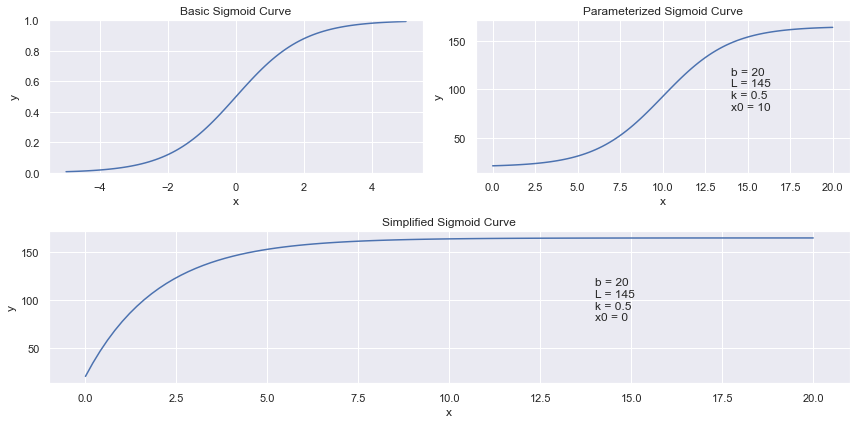 Basic Sigmoid Curve
1.0
0.8
0.6
0.4
0.2
0.0
y
−4 −2 0 2 4
x
Parameterized Sigmoid Curve
150
100
50
y
b = 20
L = 145
k = 0.5
x0 = 10
0.0 2.5 5.0 7.5 10.0 12.5 15.0 17.5 20.0
x
Simplified Sigmoid Curve
150
100
50
y
b = 20
L = 145
k = 0.5
x0 = 0
0.0 2.5 5.0 7.5 10.0 12.5 15.0 17.5 20.0
x